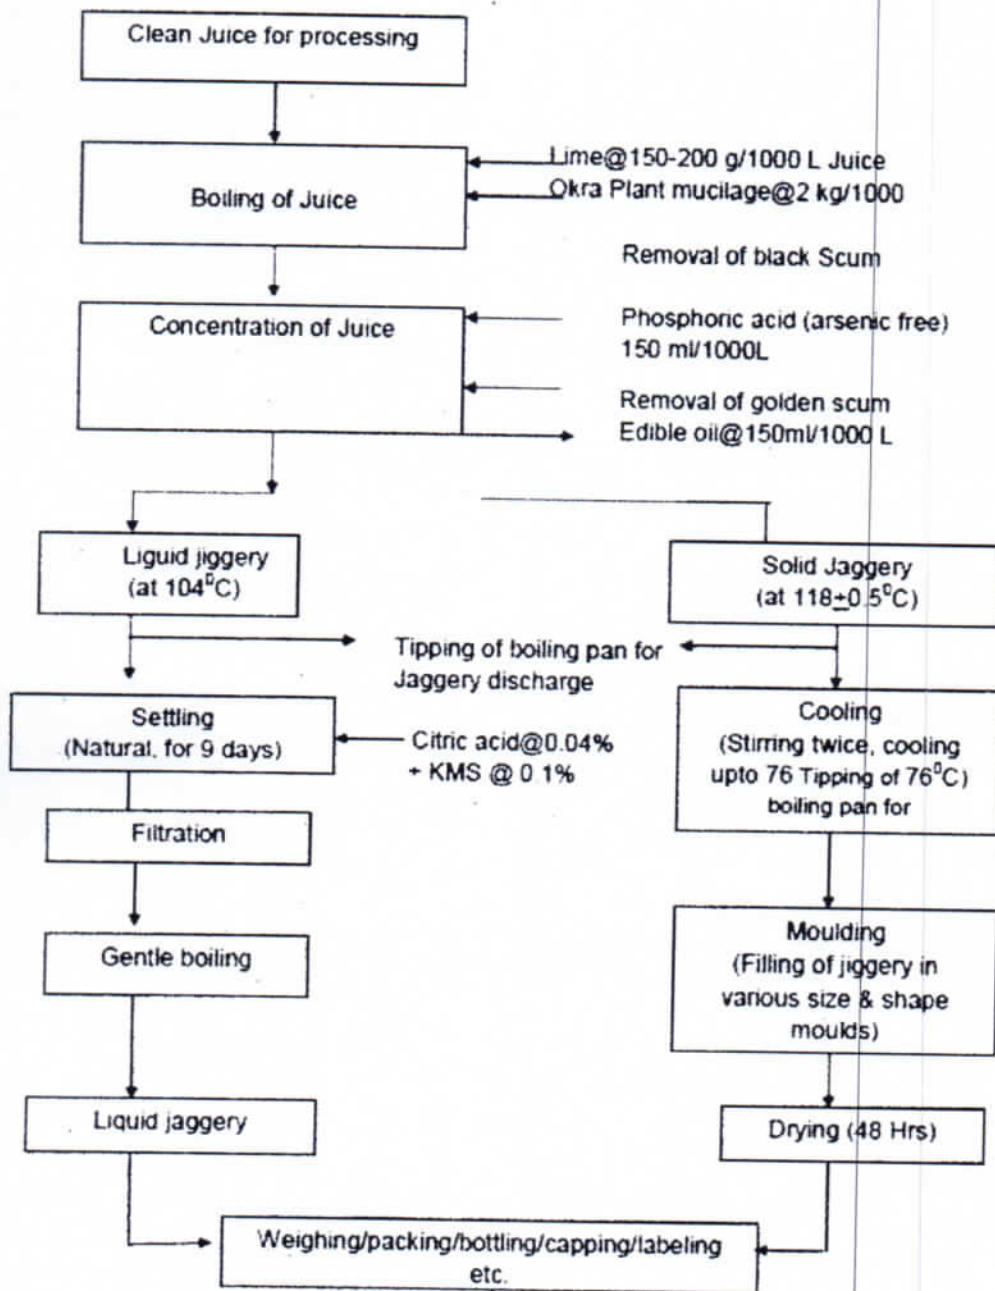 Clean Juice for processing
Lime@150-200 g/1000 L Juice
Okra Plant mucilage@2 kg/1000
Boiling of Juice
Removal of black Scum
Concentration of Juice
Phosphoric acid (arsenic free)
150 ml/1000L
Removal of golden scum
Edible oil@150ml/1000 L
Liguid jiggery
(at 104⁰C)
Solid Jaggery
(at 118±0.5⁰C)
Tipping of boiling pan for
Jaggery discharge
Settling
(Natural. for 9 days)
Citric acid@0.04%
+ KMS @ 0.1%
Cooling
(Stirring twice, cooling
upto 76 Tipping of 76⁰C)
boiling pan for
Filtration
Gentle boiling
Moulding
(Filling of jiggery in
various size & shape
moulds)
Liquid jaggery
Drying (48 Hrs)
Weighing/packing/bottling/capping/labeling
etc.